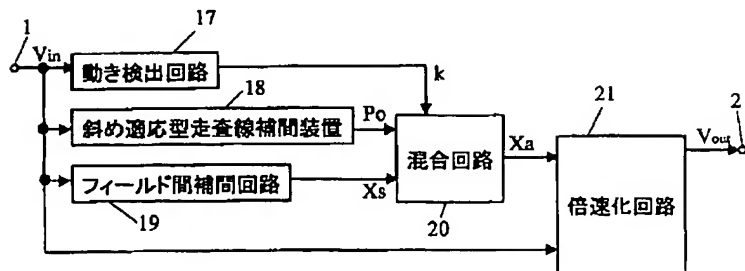 1
Vin
17
動き検出回路
k
18
斜め適応型走査線補間装置
Po
フィールド間補間回路
19
Xs
混合回路
20
Xa
21
倍速化回路
Vout
2